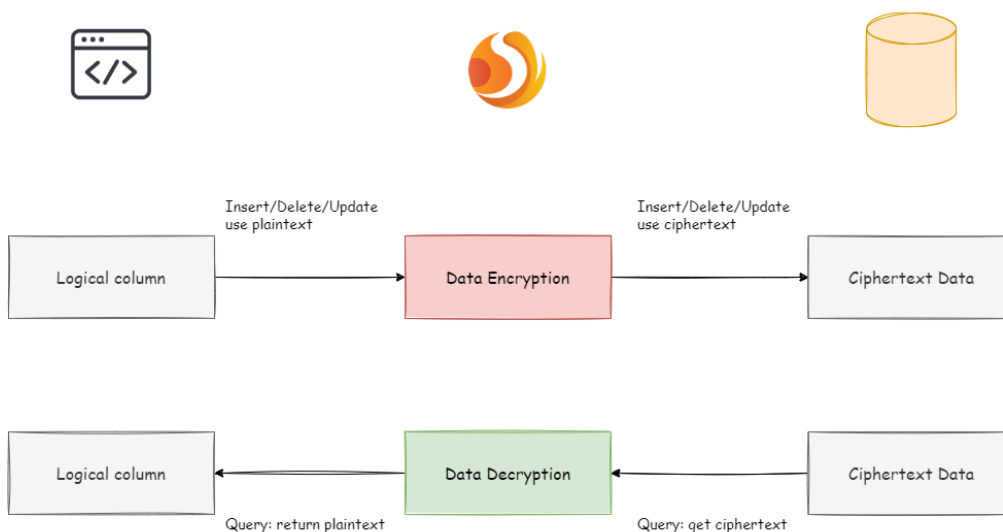 </>
Insert/Delete/Update
use plaintext
Insert/Delete/Update
use ciphertext
Logical column
Data Encryption
Ciphertext Data
Logical column
Data Decryption
Ciphertext Data
Query: return plaintext
Query: get ciphertext